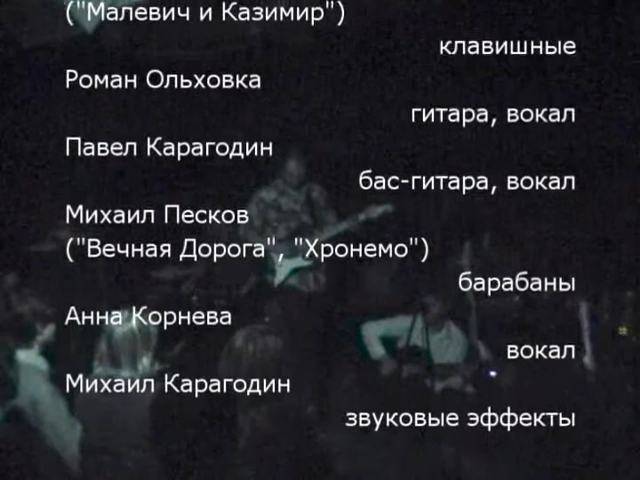 ("Малевич и Казимир")
клавишные
Роман Ольховка
гитара, вокал
Павел Карагодин
бас-гитара, вокал
Михаил Песков
("Вечная Дорога", "Хронемо")
барабаны
Анна Корнева
вокал
Михаил Карагодин
звуковые эффекты